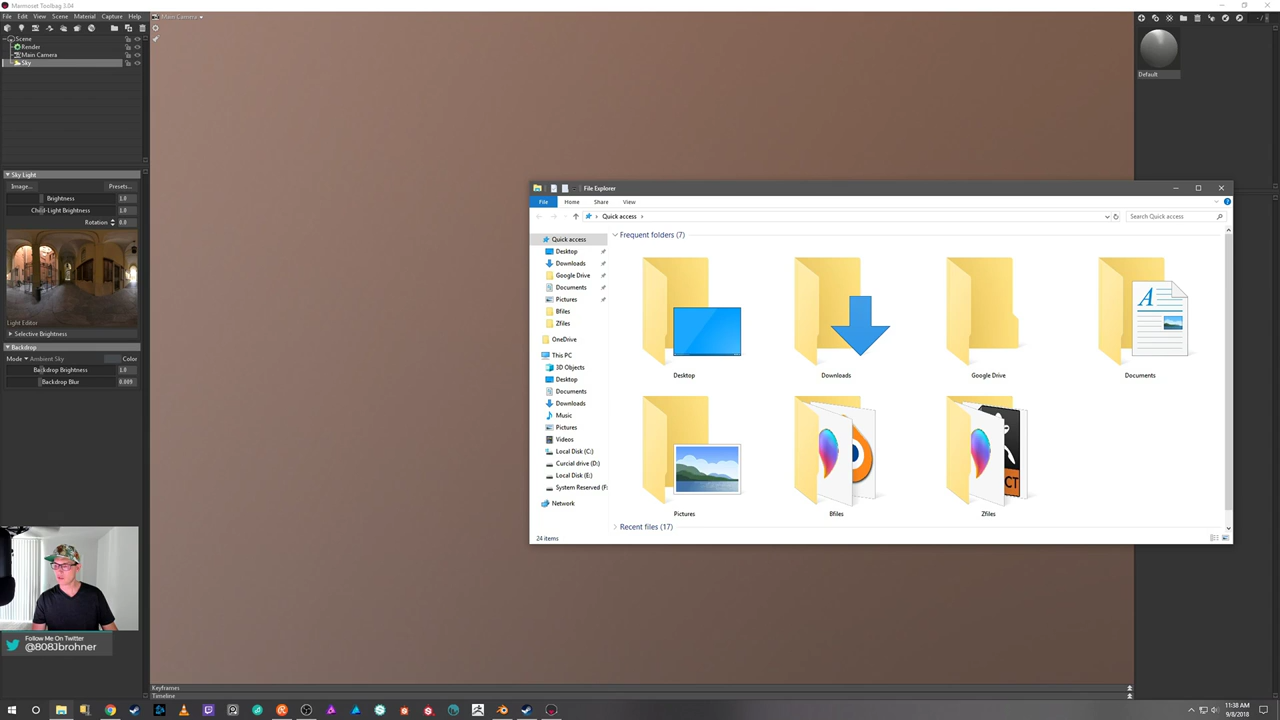 Marmoset Toolbag 3.04
File Edit View Scene Material Capture Help
Main Camera
Scene
Render
Main Camera
Sky
Default
Sky Light
Image... Presets...
Brightness 1.0
Child-Light Brightness 1.0
Rotation 0.0
Light Editor
Selective Brightness
Backdrop
Mode Ambient Sky Color
Backdrop Brightness 1.0
Backdrop Blur 0.009
File Explorer
File Home Share View
Quick access
Search Quick access
Quick access
Desktop
Downloads
Google Drive
Documents
Pictures
Bfiles
Zfiles
OneDrive
This PC
3D Objects
Desktop
Documents
Downloads
Music
Pictures
Videos
Local Disk (C:)
Curcial drive (D:)
Local Disk (E:)
System Reserved (F:
Network
Frequent folders (7)
Desktop Downloads Google Drive Documents
Pictures Bfiles Zfiles
Recent files (17)
24 items
Follow Me On Twitter
@808Jbrohner
Keyframes
Timeline
11:38 AM
9/8/2018